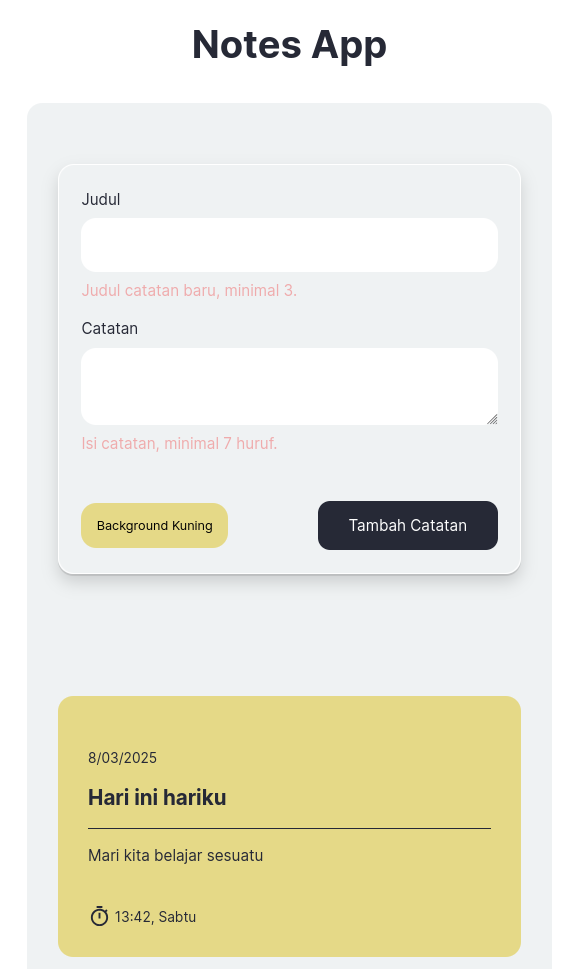 Notes App
Judul
Judul catatan baru, minimal 3.
Catatan
Isi catatan, minimal 7 huruf.
Background Kuning
Tambah Catatan
8/03/2025
Hari ini hariku
Mari kita belajar sesuatu
13:42, Sabtu